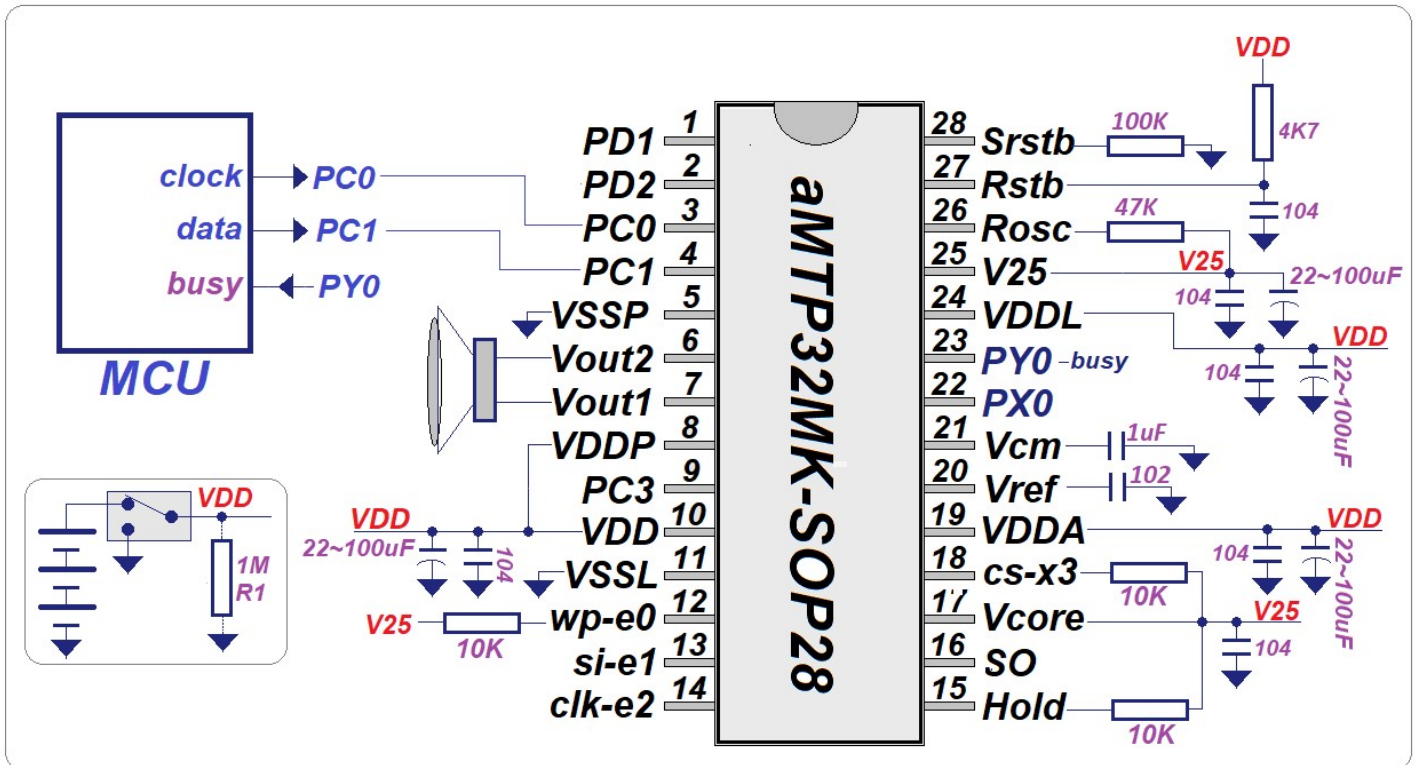 clock PC0
data PC1
busy PY0
MCU
VDD
1M
R1
1 PD1
2 PD2
3 PC0
4 PC1
5 VSSP
6 Vout2
7 Vout1
8 VDDP
9 PC3
10 VDD
11 VSSL
12 wp-e0
13 si-e1
14 clk-e2
VDD
22~100uF
104
V25
10K
aMTP32MK-SOP28
28 Srstb
27 Rstb
26 Rosc
25 V25
24 VDDL
23 PY0 -busy
22 PX0
21 Vcm
20 Vref
19 VDDA
18 cs-x3
17 Vcore
16 SO
15 Hold
100K
VDD
4K7
104
47K
V25
104
22~100uF
VDD
104
22~100uF
1uF
102
VDD
104
22~100uF
10K
V25
104
10K